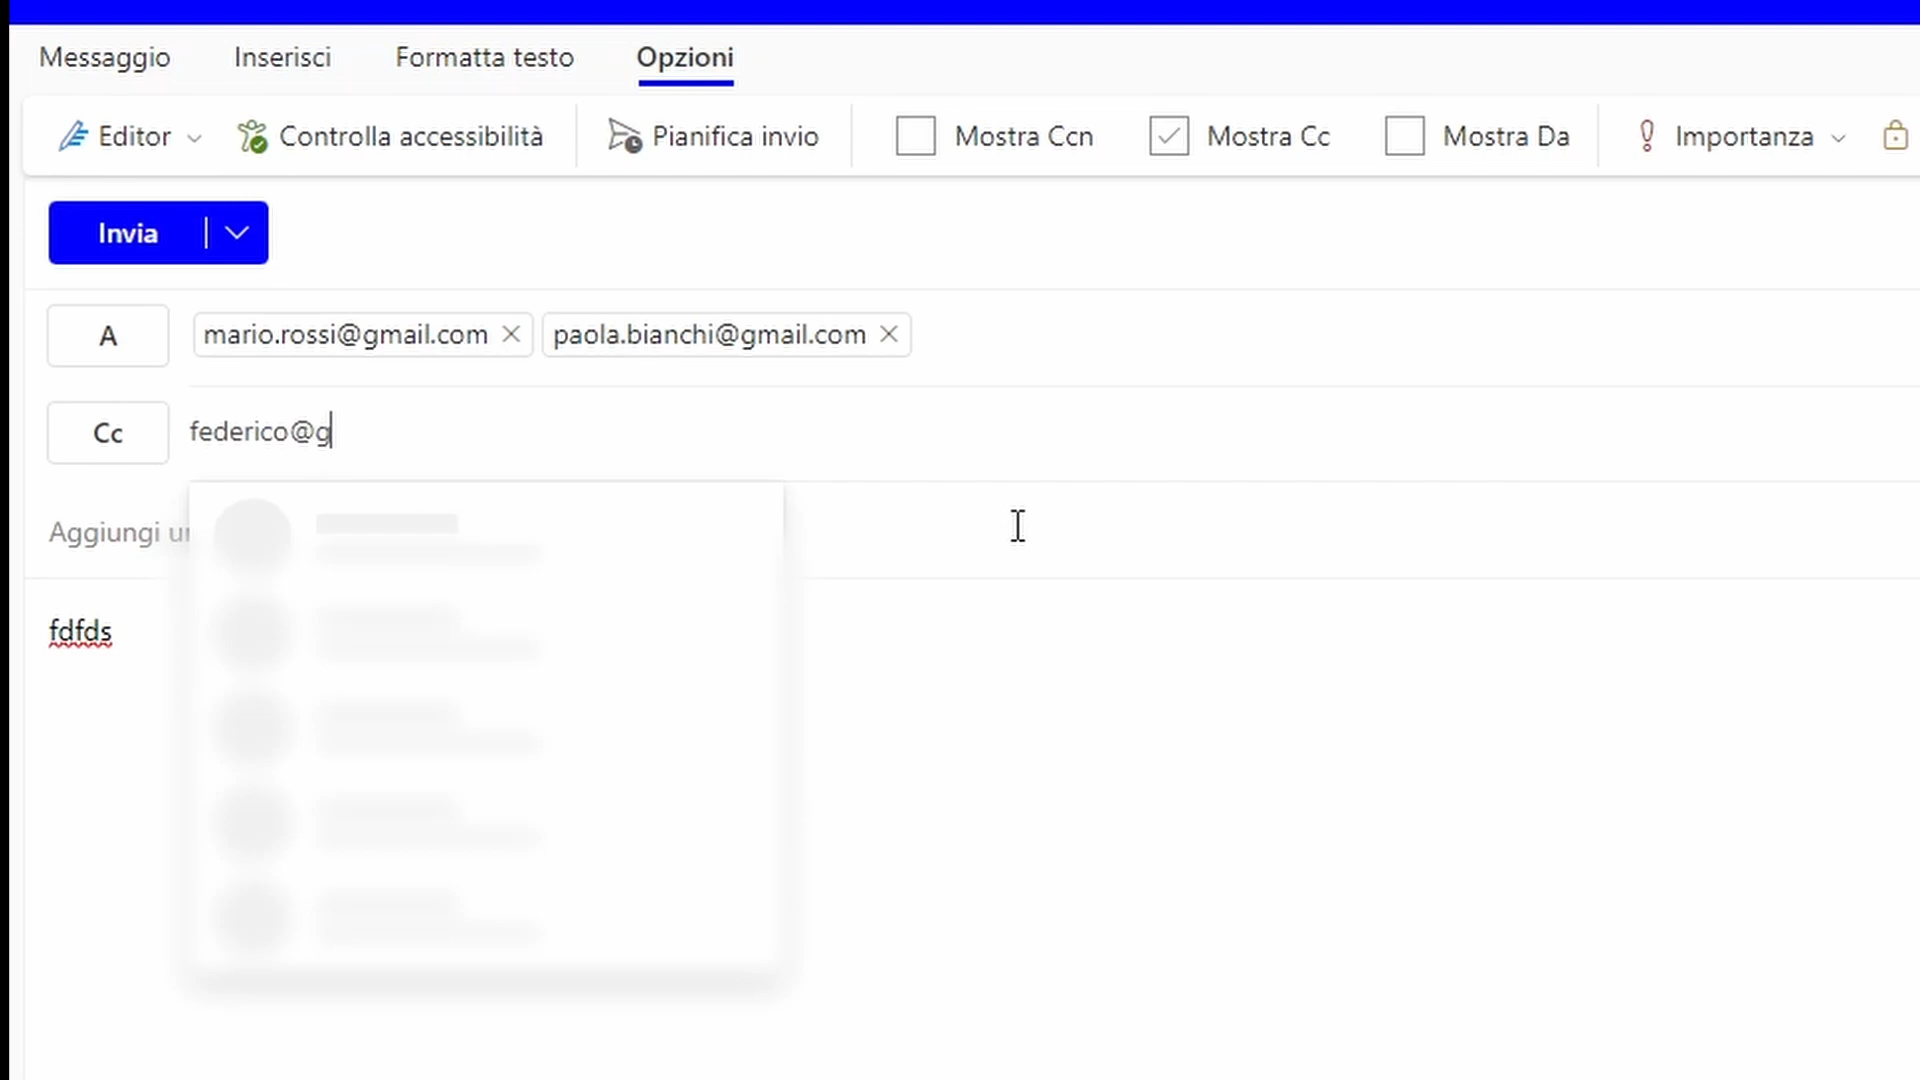 Messaggio Inserisci Formatta testo Opzioni
Editor Controlla accessibilità Pianifica invio Mostra Ccn Mostra Cc Mostra Da Importanza
Invia
A mario.rossi@gmail.com paola.bianchi@gmail.com
Cc federico@g
Aggiungi
fdfds